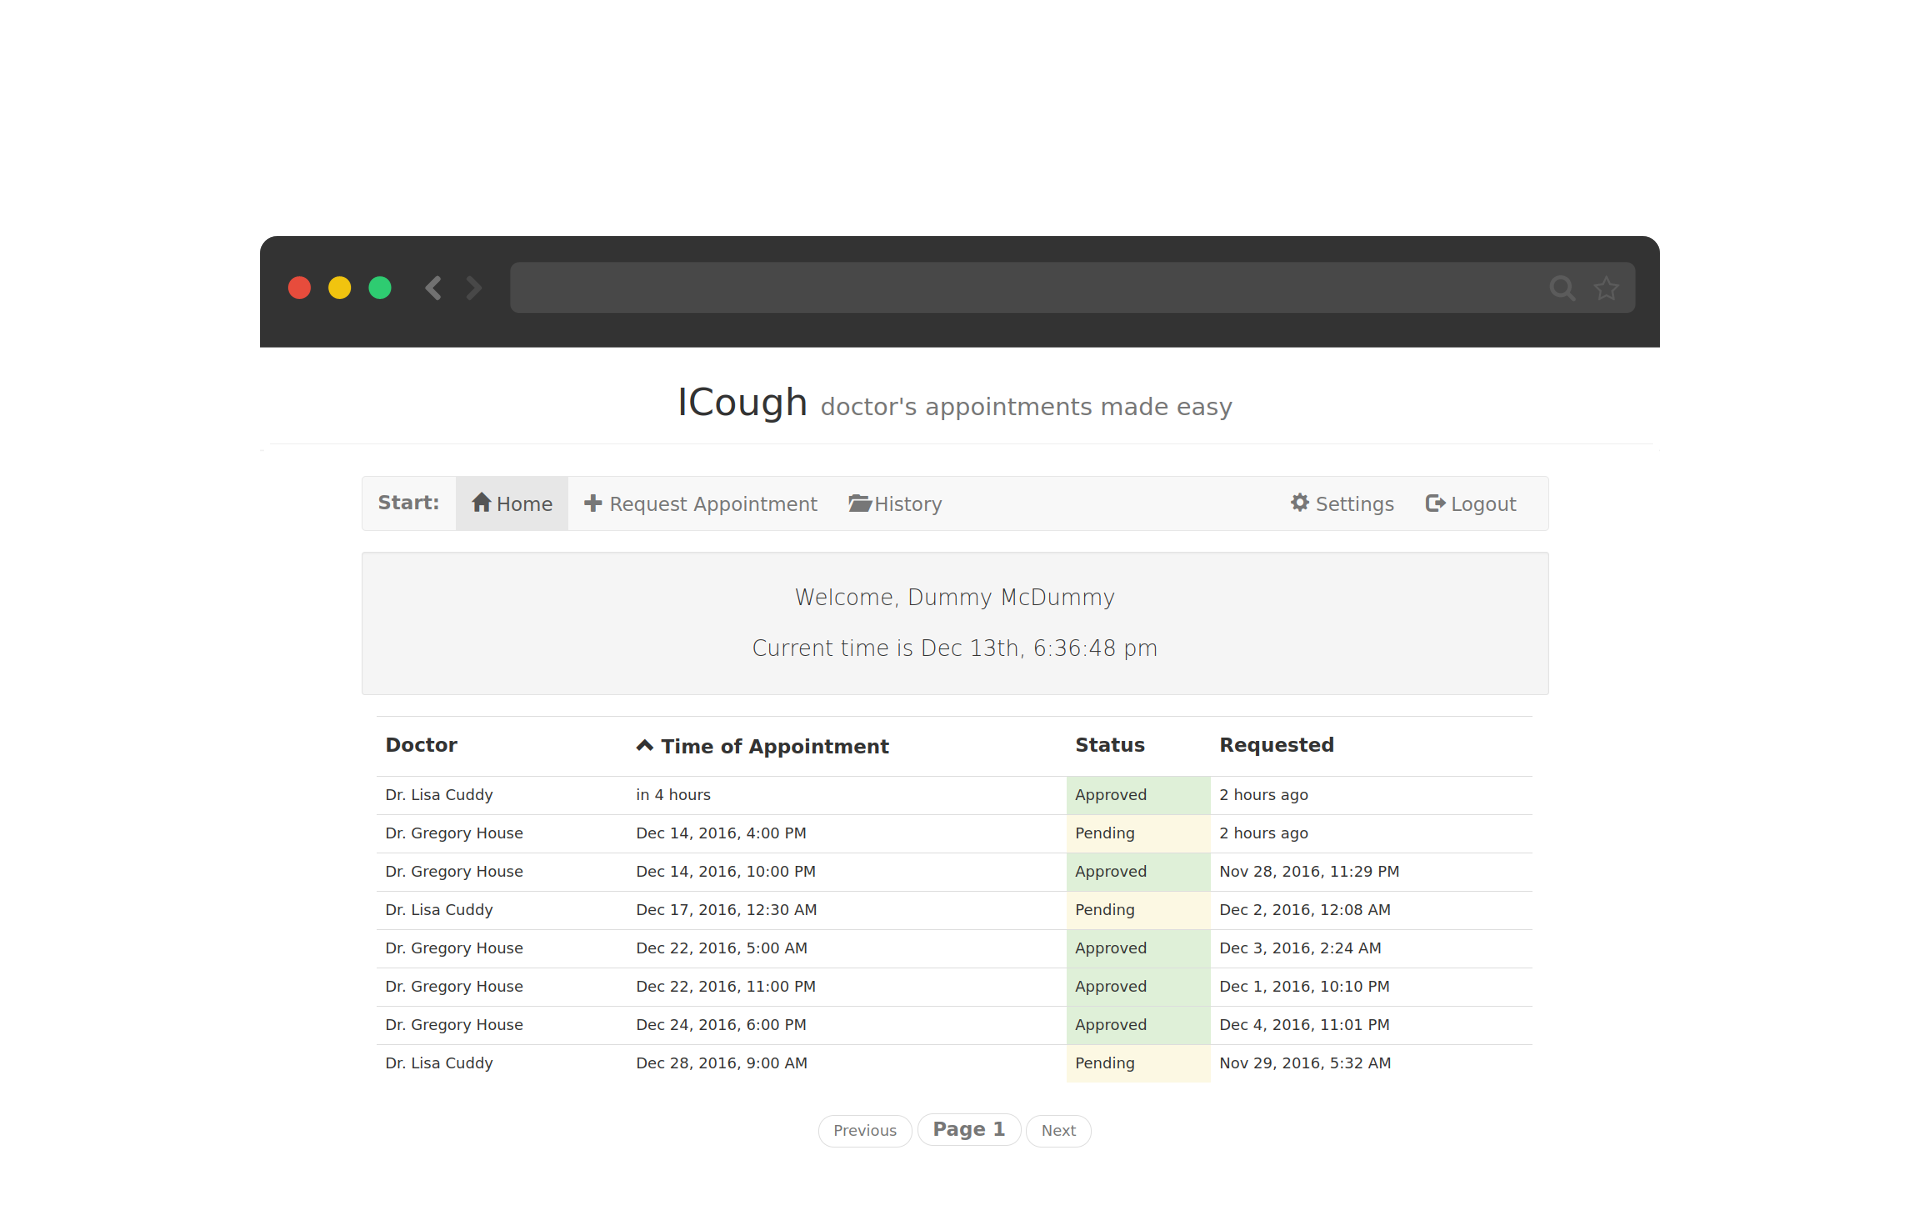 ICough doctor's appointments made easy
Start: Home Request Appointment History Settings Logout
Welcome, Dummy McDummy
Current time is Dec 13th, 6:36:48 pm
Doctor Time of Appointment Status Requested
Dr. Lisa Cuddy in 4 hours Approved 2 hours ago
Dr. Gregory House Dec 14, 2016, 4:00 PM Pending 2 hours ago
Dr. Gregory House Dec 14, 2016, 10:00 PM Approved Nov 28, 2016, 11:29 PM
Dr. Lisa Cuddy Dec 17, 2016, 12:30 AM Pending Dec 2, 2016, 12:08 AM
Dr. Gregory House Dec 22, 2016, 5:00 AM Approved Dec 3, 2016, 2:24 AM
Dr. Gregory House Dec 22, 2016, 11:00 PM Approved Dec 1, 2016, 10:10 PM
Dr. Gregory House Dec 24, 2016, 6:00 PM Approved Dec 4, 2016, 11:01 PM
Dr. Lisa Cuddy Dec 28, 2016, 9:00 AM Pending Nov 29, 2016, 5:32 AM
Previous Page 1 Next